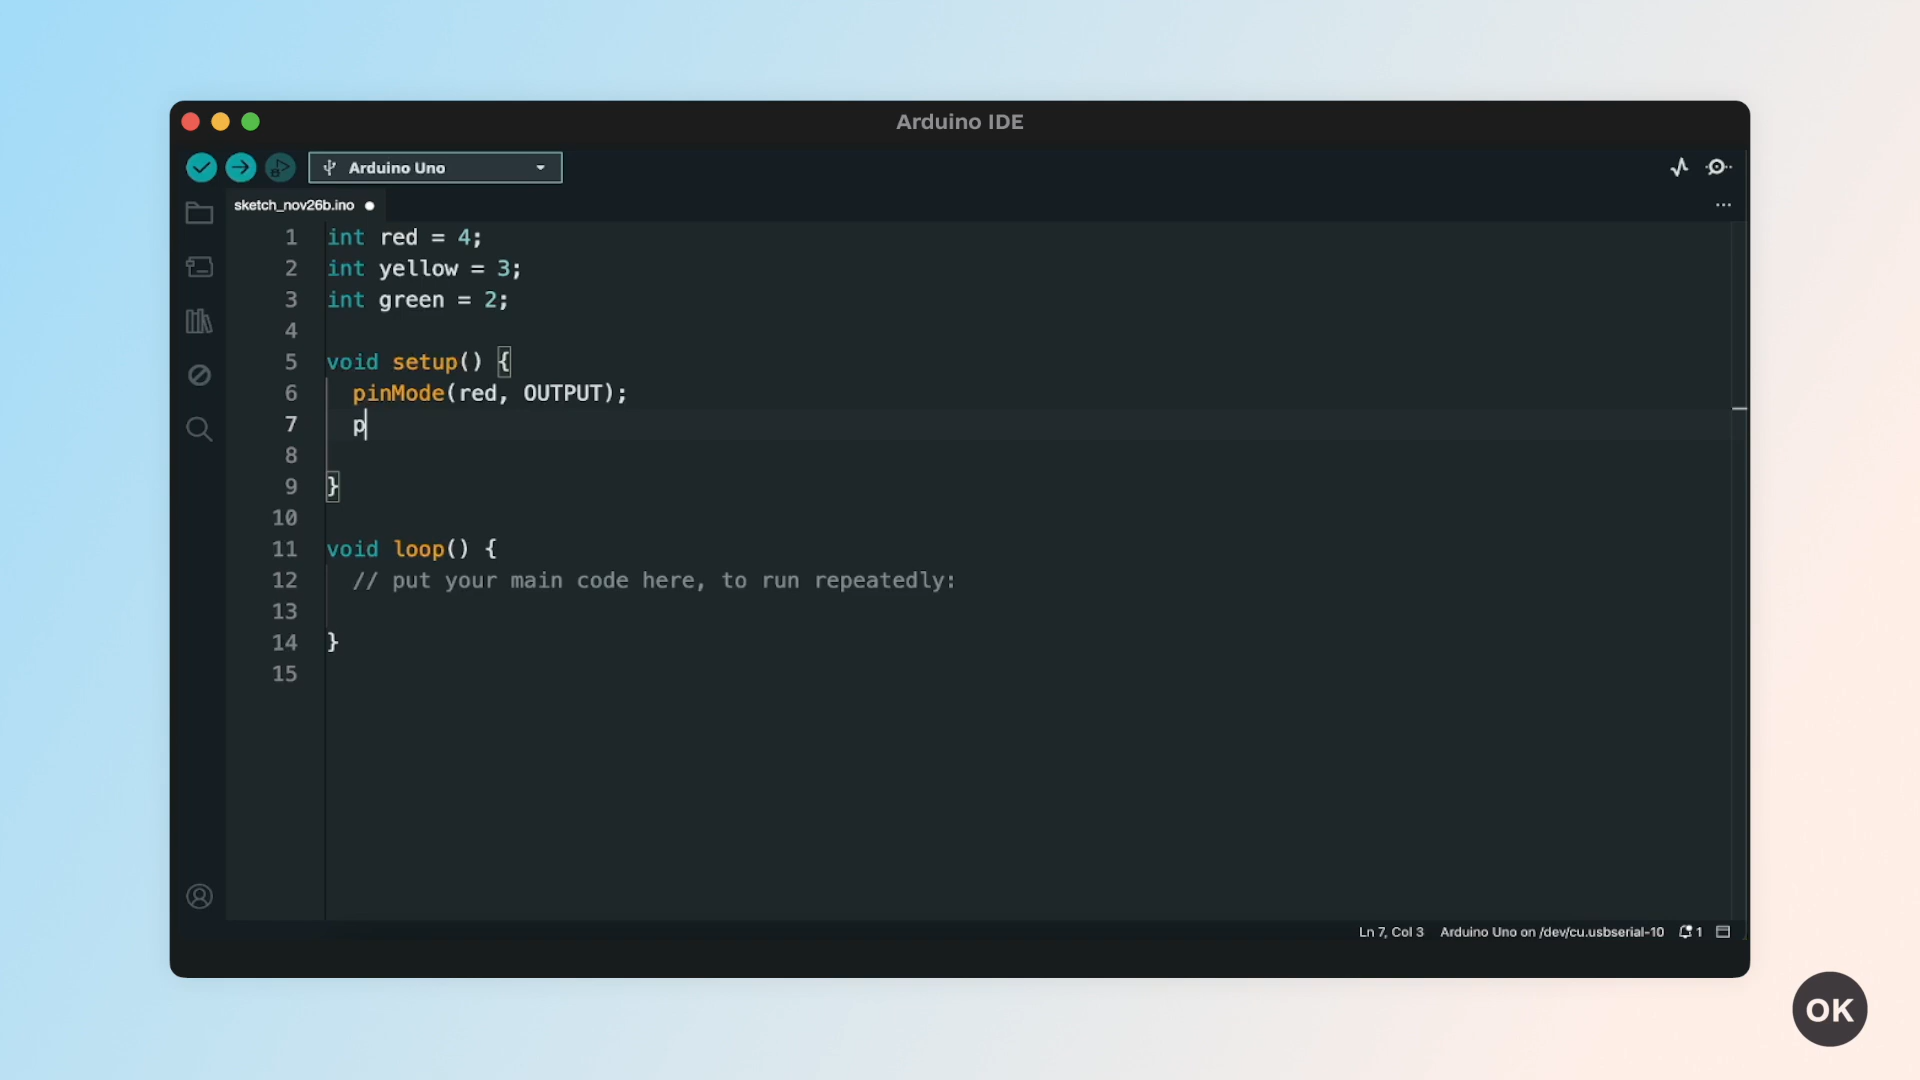 Arduino IDE
Arduino Uno
sketch_nov26b.ino
1 int red = 4;
2 int yellow = 3;
3 int green = 2;
4
5 void setup() {
6 pinMode(red, OUTPUT);
7 p
8
9 }
10
11 void loop() {
12 // put your main code here, to run repeatedly:
13
14 }
15
Ln 7, Col 3 Arduino Uno on /dev/cu.usbserial-10 1
OK